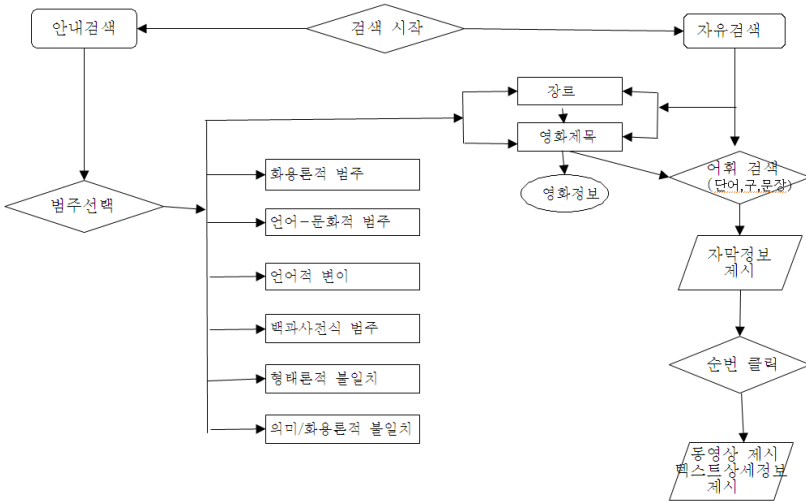 안내검색
검색 시작
자유검색
장르
영화제목
영화정보
어휘 검색
(단어,구,문장)
범주선택
화용론적 범주
언어-문화적 범주
언어적 변이
백과사전식 범주
형태론적 불일치
의미/화용론적 불일치
자막정보
제시
순번 클릭
동영상 제시
텍스트상세정보
제시